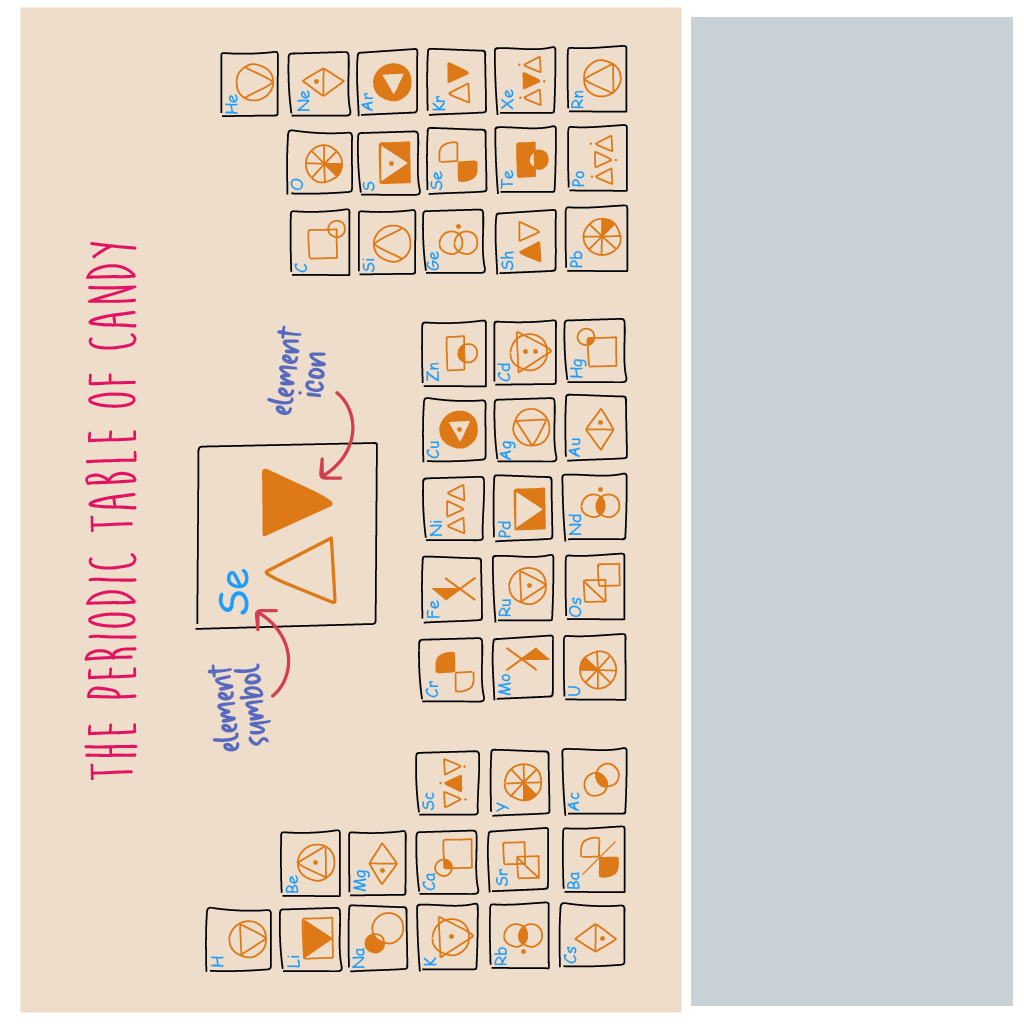 THE PERIODIC TABLE OF CANDY
element
symbol
Se
element
icon
H He
Li Be C O Ne
Na Mg Si S Ar
K Ca Sc Cr Fe Ni Cu Zn Ge Se Kr
Rb Sr Y Mo Ru Pd Ag Cd Sh Te Xe
Cs Ba Ac U Os Nd Au Hg Pb Po Rn